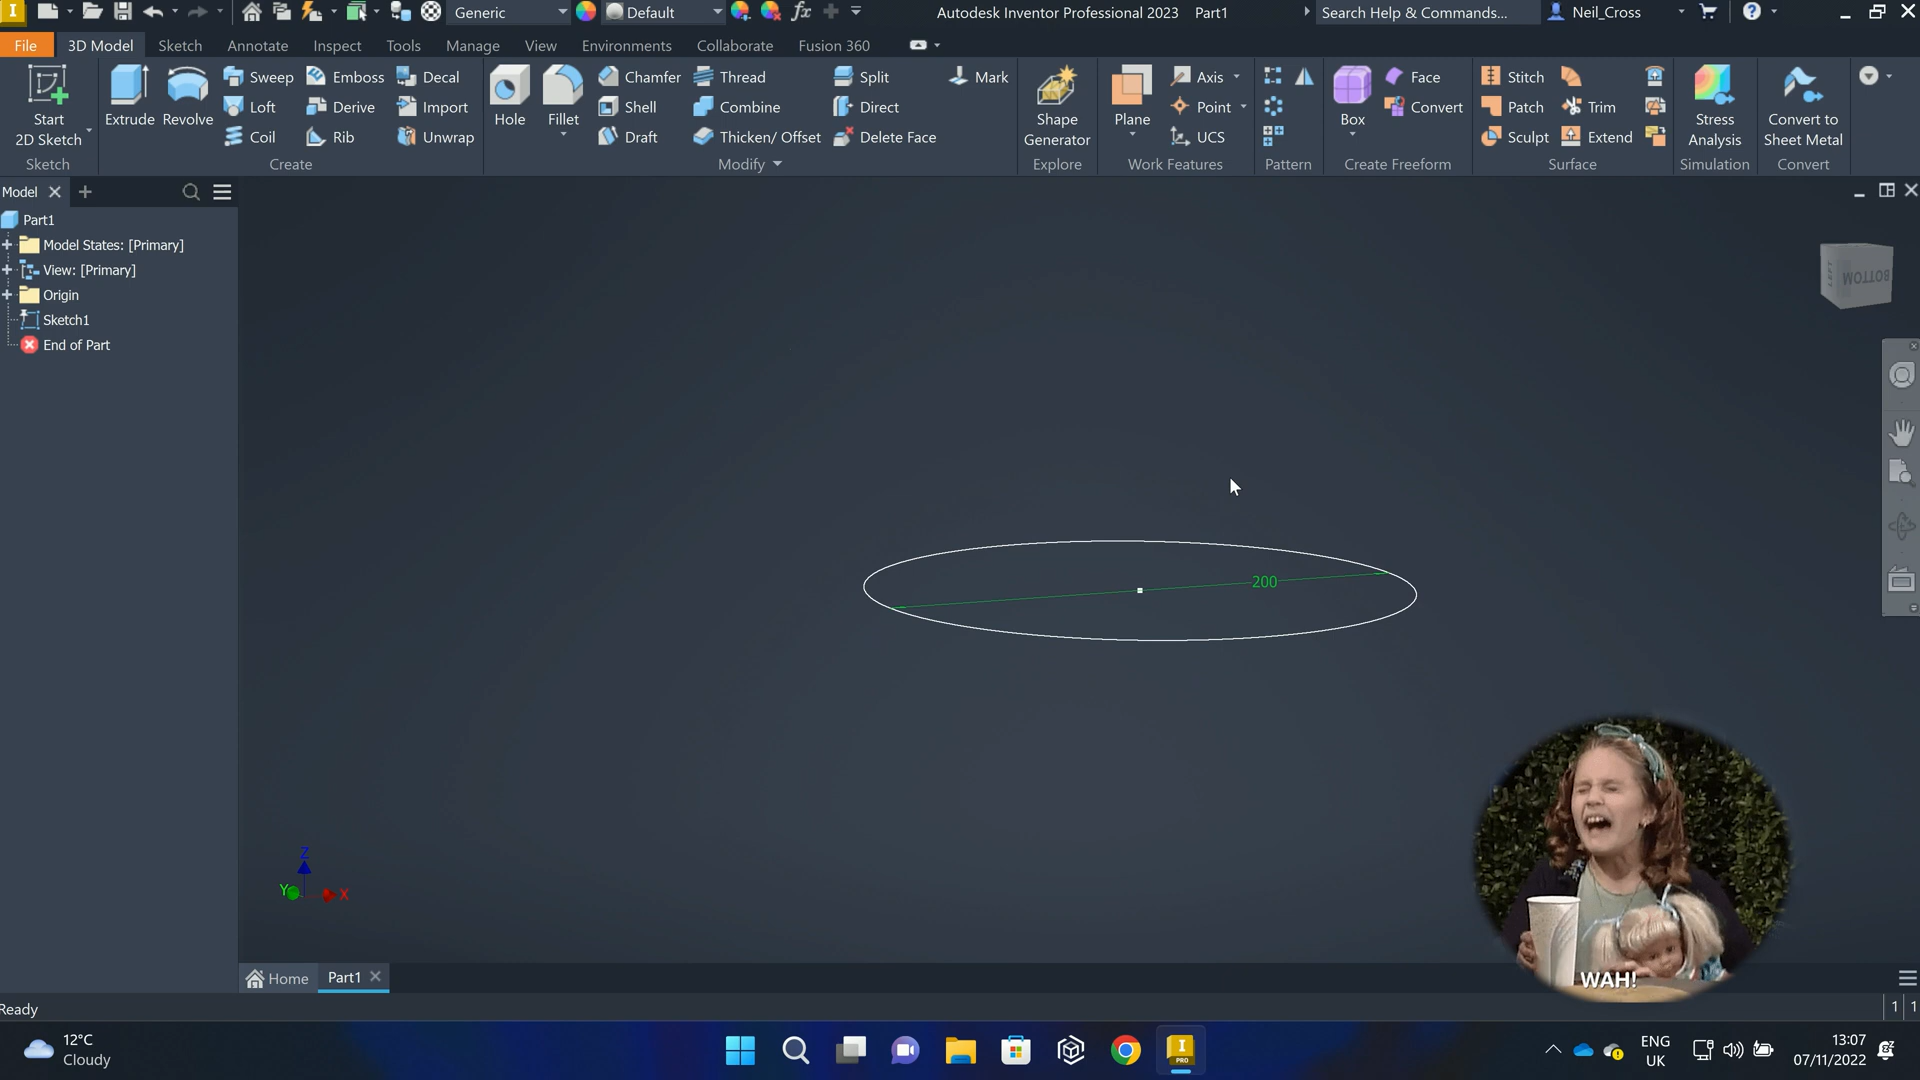 Generic
Default
Autodesk Inventor Professional 2023 Part1
Search Help & Commands...
Neil_Cross
File
3D Model
Sketch
Annotate
Inspect
Tools
Manage
View
Environments
Collaborate
Fusion 360
Start
2D Sketch
Sketch
Extrude
Revolve
Sweep
Loft
Coil
Emboss
Derive
Rib
Decal
Import
Unwrap
Create
Hole
Fillet
Chamfer
Shell
Draft
Thread
Combine
Thicken/ Offset
Split
Direct
Delete Face
Modify
Mark
Shape
Generator
Explore
Plane
Axis
Point
UCS
Work Features
Pattern
Box
Face
Convert
Create Freeform
Stitch
Patch
Sculpt
Trim
Extend
Surface
Stress
Analysis
Simulation
Convert to
Sheet Metal
Convert
Model
Part1
Model States: [Primary]
View: [Primary]
Origin
Sketch1
End of Part
LEFT
BOTTOM
200
Z
Y
X
WAH!
Home
Part1
Ready
1
1
12°C
Cloudy
I
PRO
ENG
UK
13:07
07/11/2022